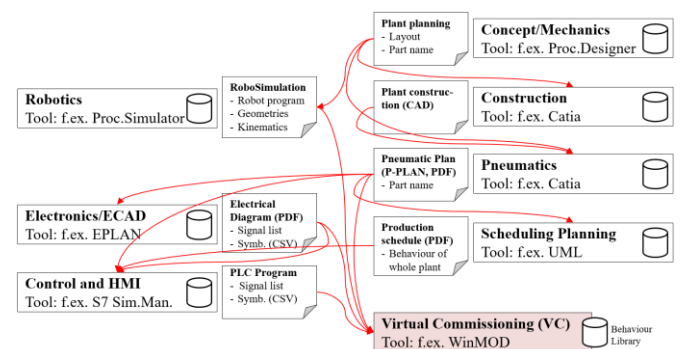 Plant planning
- Layout
- Part name
Concept/Mechanics
Tool: f.ex. Proc.Designer
Robotics
Tool: f.ex. Proc.Simulator
RoboSimulation
- Robot program
- Geometries
- Kinematics
Plant construc-
tion (CAD)
Construction
Tool: f.ex. Catia
Pneumatic Plan
(P-PLAN, PDF)
- Part name
Pneumatics
Tool: f.ex. Catia
Electronics/ECAD
Tool: f.ex. EPLAN
Electrical
Diagram (PDF)
- Signal list
- Symb. (CSV)
Production
schedule (PDF)
- Behaviour of
whole plant
Scheduling Planning
Tool: f.ex. UML
Control and HMI
Tool: f.ex. S7 Sim.Man.
PLC Program
- Signal list
- Symb. (CSV)
Virtual Commissioning (VC)
Tool: f.ex. WinMOD
Behaviour
Library